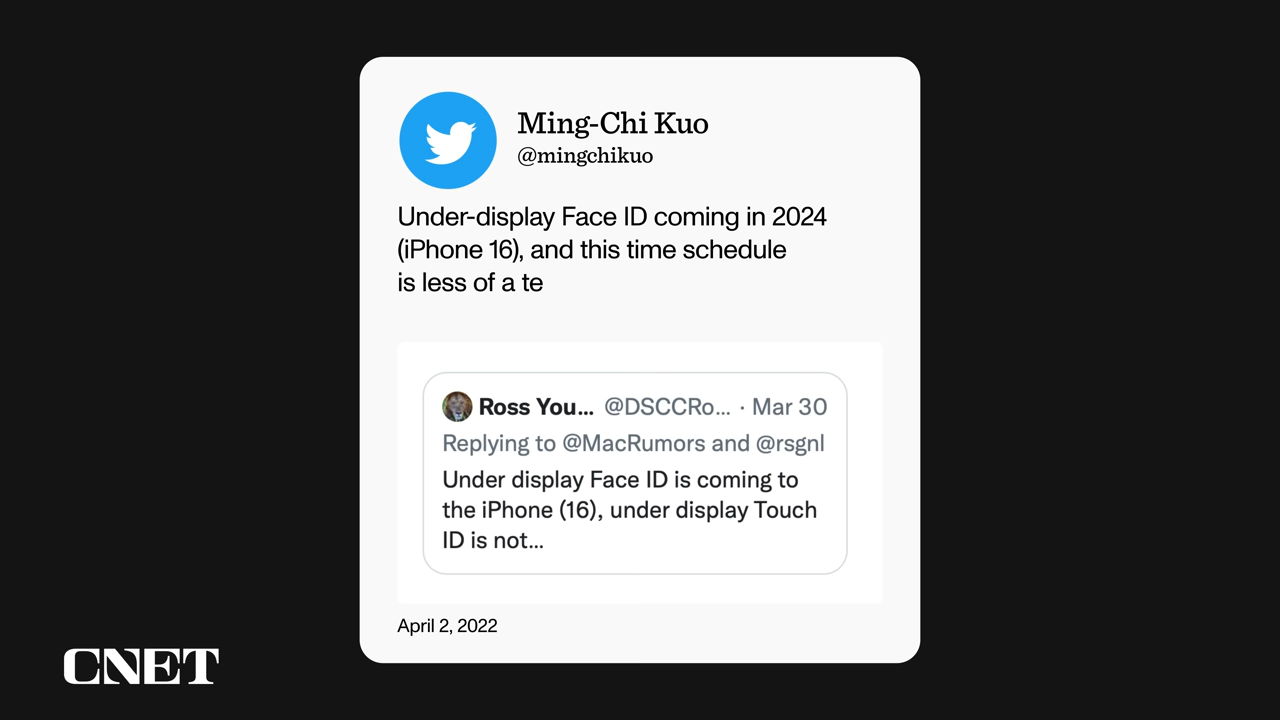 Ming-Chi Kuo
@mingchikuo
Under-display Face ID coming in 2024
(iPhone 16), and this time schedule
is less of a te
Ross You... @DSCCRo... · Mar 30
Replying to @MacRumors and @rsgnl
Under display Face ID is coming to
the iPhone (16), under display Touch
ID is not...
April 2, 2022
CNET